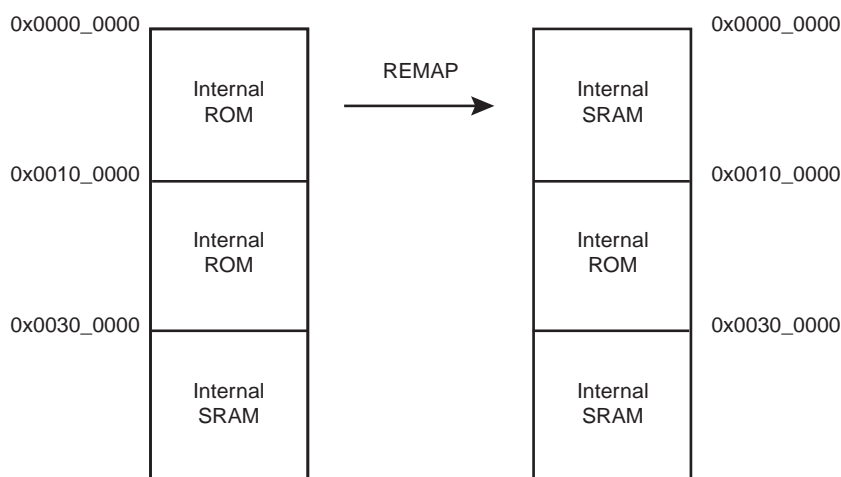 0x0000_0000
Internal
ROM
0x0010_0000
Internal
ROM
0x0030_0000
Internal
SRAM
REMAP
0x0000_0000
Internal
SRAM
0x0010_0000
Internal
ROM
0x0030_0000
Internal
SRAM